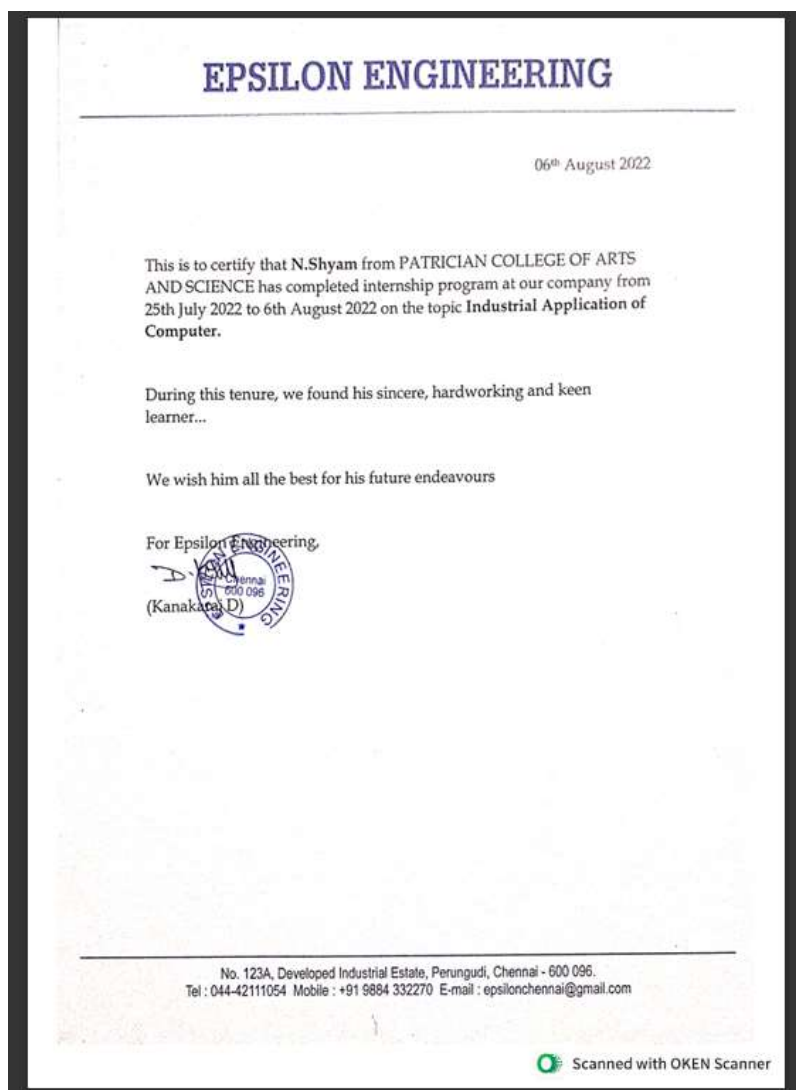 EPSILON ENGINEERING
06th August 2022
This is to certify that N.Shyam from PATRICIAN COLLEGE OF ARTS
AND SCIENCE has completed internship program at our company from
25th July 2022 to 6th August 2022 on the topic Industrial Application of
Computer.
During this tenure, we found his sincere, hardworking and keen
learner...
We wish him all the best for his future endeavours
For Epsilon Engineering,
D.
EPSILON ENGINEERING
Chennai
600 096
(Kanakaraj D)
No. 123A, Developed Industrial Estate, Perungudi, Chennai - 600 096.
Tel : 044-42111054 Mobile : +91 9884 332270 E-mail : epsilonchennai@gmail.com
Scanned with OKEN Scanner